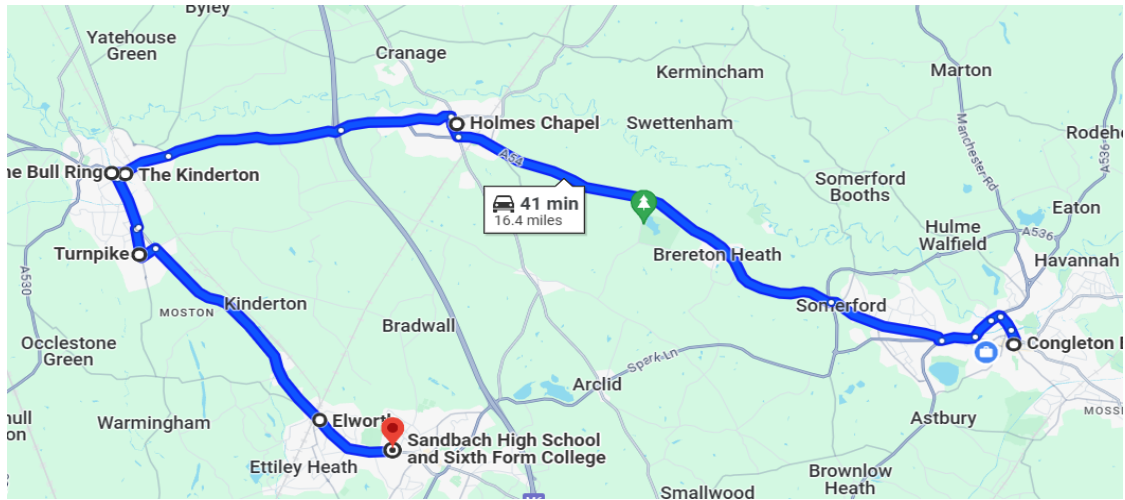 Byley
Yatehouse
Green
Cranage
Kermincham
Marton
Swettenham
Rodehe
Holmes Chapel
A54
Manchester Rd
A536
The Kinderton
ne Bull Ring
41 min
16.4 miles
Somerford
Booths
Eaton
Hulme
Walfield
A536
Havannah
Turnpike
Brereton Heath
A530
Kinderton
MOSTON
Somerford
Bradwall
Occlestone
Green
Congleton B
Spark Ln
Arclid
Warmingham
Elworth
Astbury
MOSS
Sandbach High School
and Sixth Form College
Ettiley Heath
Brownlow
Heath
Smallwood